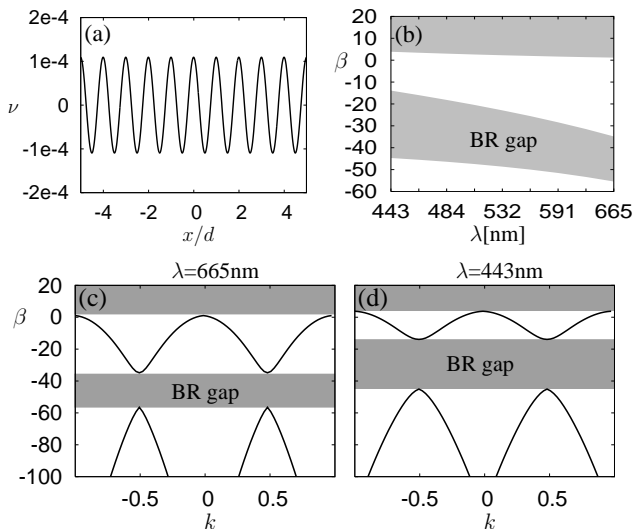 (a)
2e-4
1e-4
0
-1e-4
-2e-4
ν
-4 -2 0 2 4
x/d
(b)
20
10
0
-10
-20
-30
-40
-50
-60
β
BR gap
443 484 532 591 665
λ[nm]
λ=665nm
(c)
20
0
-20
-40
-60
-80
-100
β
BR gap
-0.5 0 0.5
k
λ=443nm
(d)
BR gap
-0.5 0 0.5
k